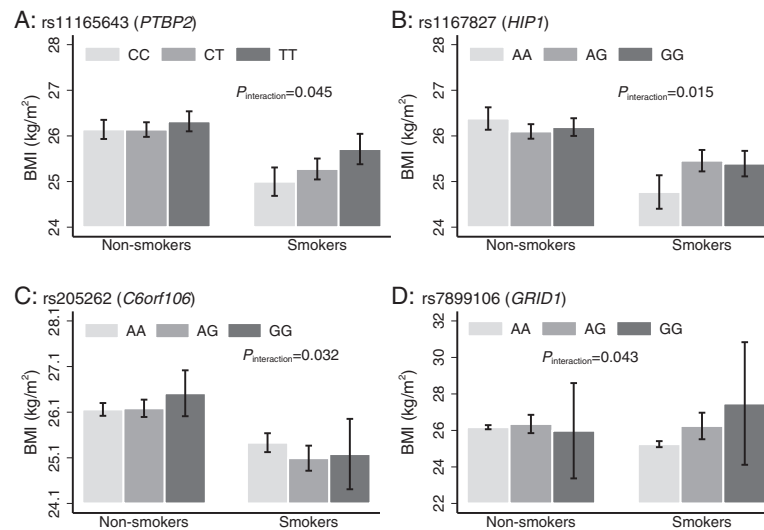 A: rs11165643 (PTBP2)
28
27
26
25
24
BMI (kg/m²)
CC CT TT
Pinteraction=0.045
Non-smokers Smokers
B: rs1167827 (HIP1)
28
27
26
25
24
BMI (kg/m²)
AA AG GG
Pinteraction=0.015
Non-smokers Smokers
C: rs205262 (C6orf106)
28.1
27.1
26.1
25.1
24.1
BMI (kg/m²)
AA AG GG
Pinteraction=0.032
Non-smokers Smokers
D: rs7899106 (GRID1)
32
30
28
26
24
22
BMI (kg/m²)
AA AG GG
Pinteraction=0.043
Non-smokers Smokers